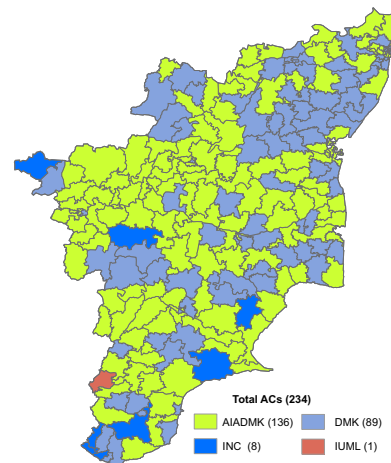 Total ACs (234)
AIADMK (136) DMK (89)
INC (8) IUML (1)